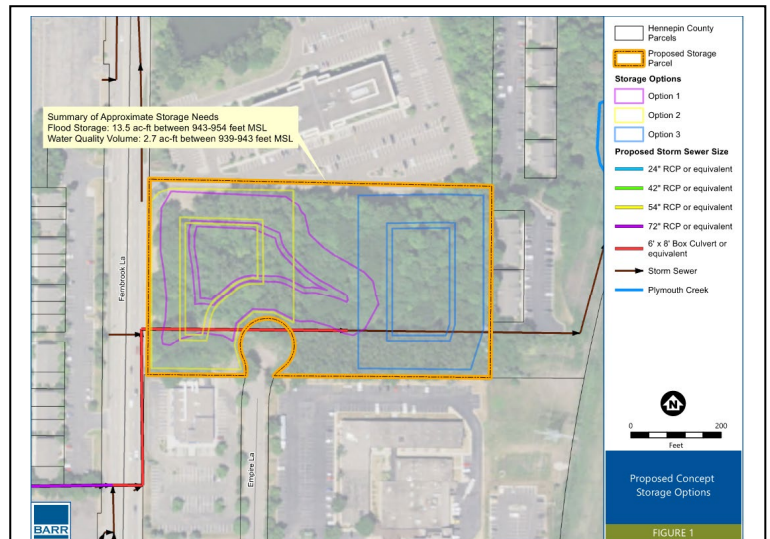 Summary of Approximate Storage Needs
Flood Storage: 13.5 ac-ft between 943-954 feet MSL
Water Quality Volume: 2.7 ac-ft between 939-943 feet MSL
Fernbrook La
Empire La
BARR
Hennepin County
Parcels
Proposed Storage
Parcel
Storage Options
Option 1
Option 2
Option 3
Proposed Storm Sewer Size
24" RCP or equivalent
42" RCP or equivalent
54" RCP or equivalent
72" RCP or equivalent
6' x 8' Box Culvert or
equivalent
Storm Sewer
Plymouth Creek
N
0 200
Feet
Proposed Concept
Storage Options
FIGURE 1